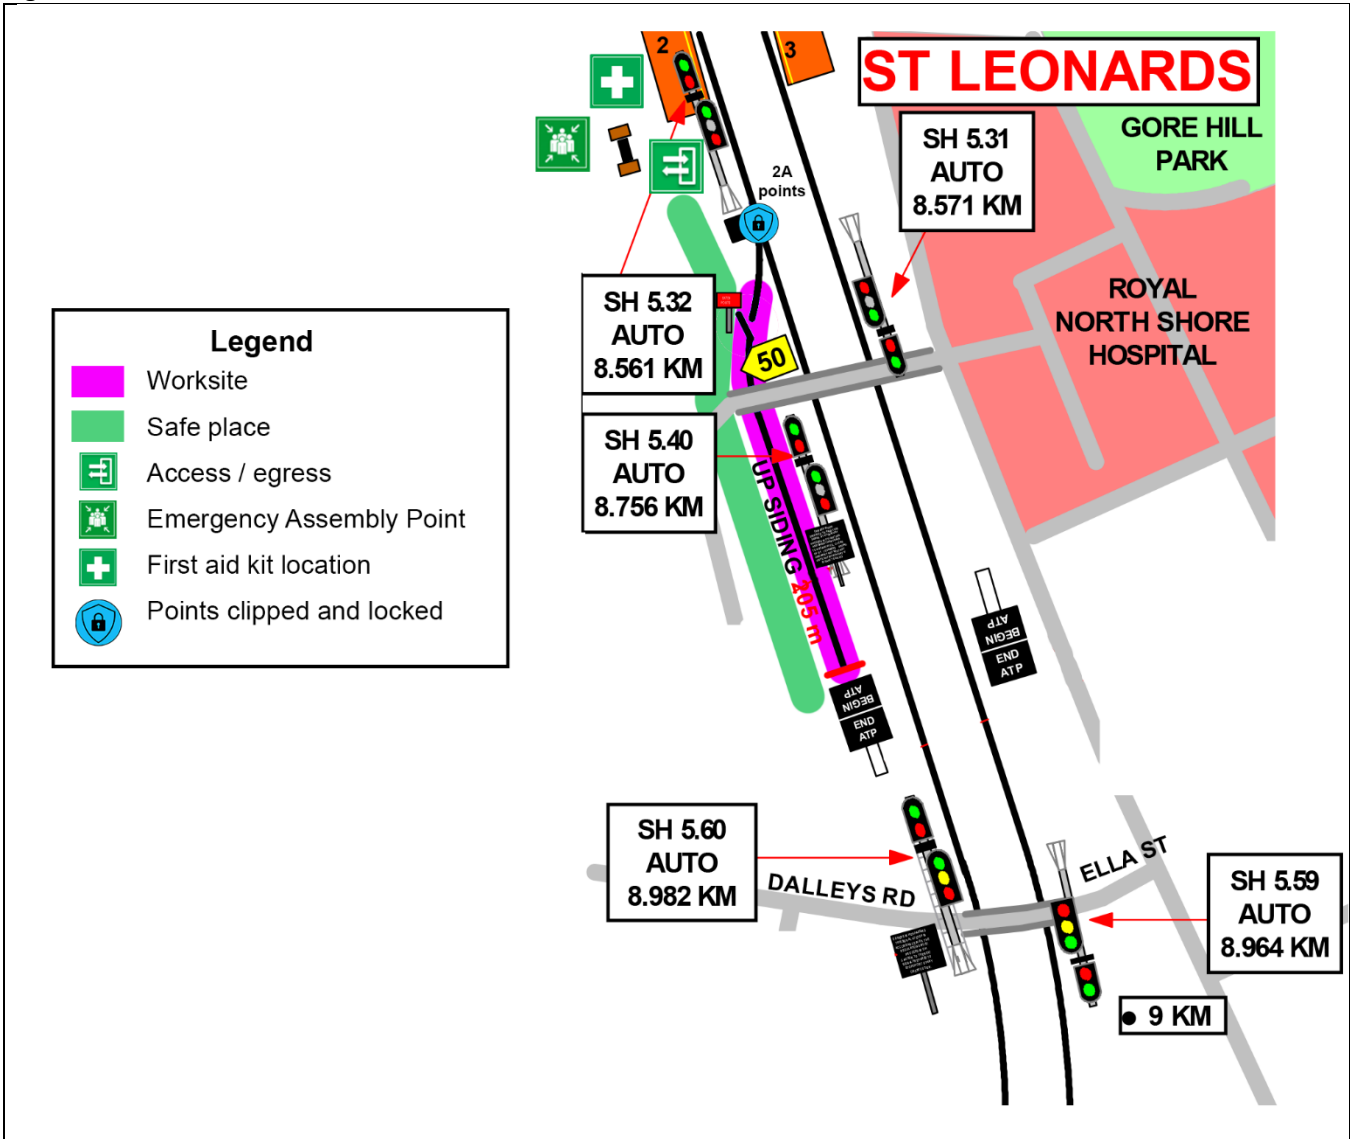 2
3
ST LEONARDS
GORE HILL
PARK
SH 5.31
AUTO
8.571 KM
2A
points
ROYAL
NORTH SHORE
HOSPITAL
SH 5.32
AUTO
8.561 KM
50
SH 5.40
AUTO
8.756 KM
UP SIDING 205 m
Legend
Worksite
Safe place
Access / egress
Emergency Assembly Point
First aid kit location
Points clipped and locked
BEGIN
ATP
END
ATP
BEGIN
ATP
END
ATP
SH 5.60
AUTO
8.982 KM
DALLEYS RD
ELLA ST
SH 5.59
AUTO
8.964 KM
9 KM